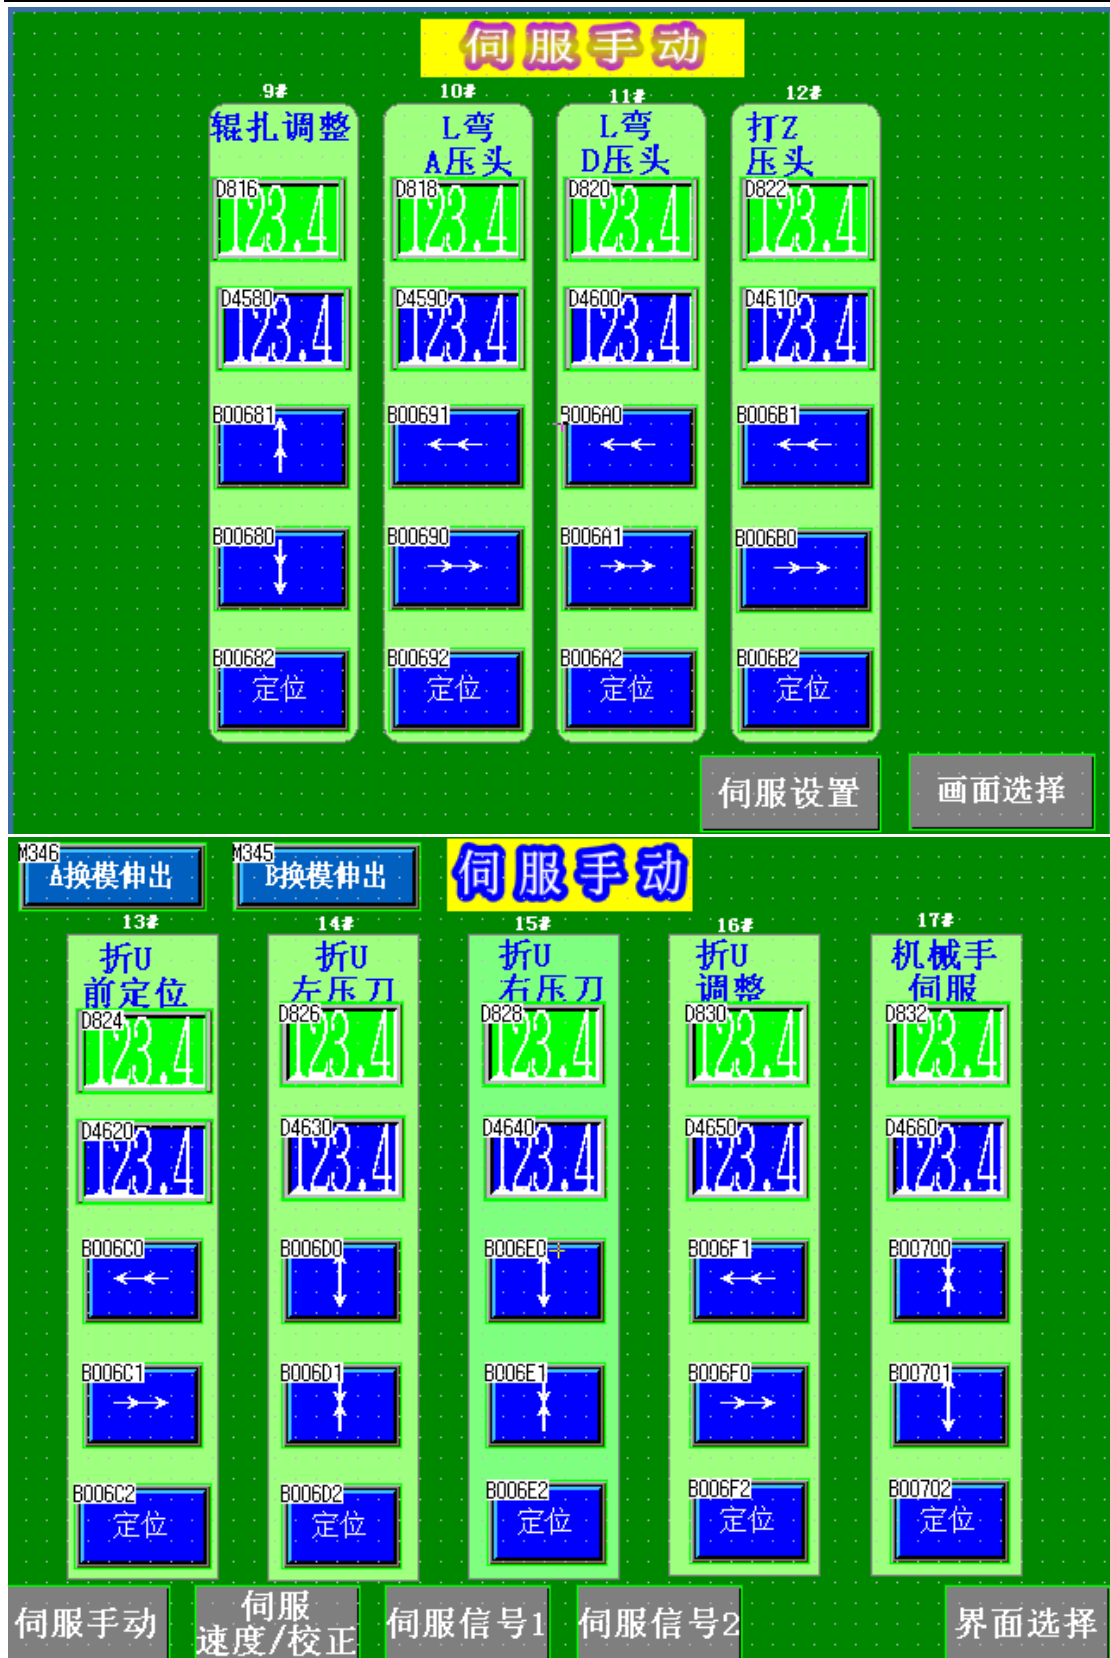 伺服手动
9# 10# 11# 12#
辊扎调整 L弯 L弯 打Z
A压头 D压头 压头
D816 D818 D820 D822
123.4 123.4 123.4 123.4
D4580 D4590 D4600 D4610
123.4 123.4 123.4 123.4
B00681 B00691 B006A0 B006B1
B00680 B00690 B006A1 B006B0
B00682 B00692 B006A2 B006B2
定位 定位 定位 定位
伺服设置 画面选择
M346 M345
A换模伸出 B换模伸出 伺服手动
13# 14# 15# 16# 17#
折U 折U 折U 折U 机械手
前定位 左压刀 右压刀 调整 伺服
D824 D826 D828 D830 D832
123.4 123.4 123.4 123.4 123.4
D4620 D4630 D4640 D4650 D4660
123.4 123.4 123.4 123.4 123.4
B006C0 B006D0 B006E0 B006F1 B00700
B006C1 B006D1 B006E1 B006F0 B00701
B006C2 B006D2 B006E2 B006F2 B00702
定位 定位 定位 定位 定位
伺服手动 伺服 伺服信号1 伺服信号2 界面选择
速度/校正